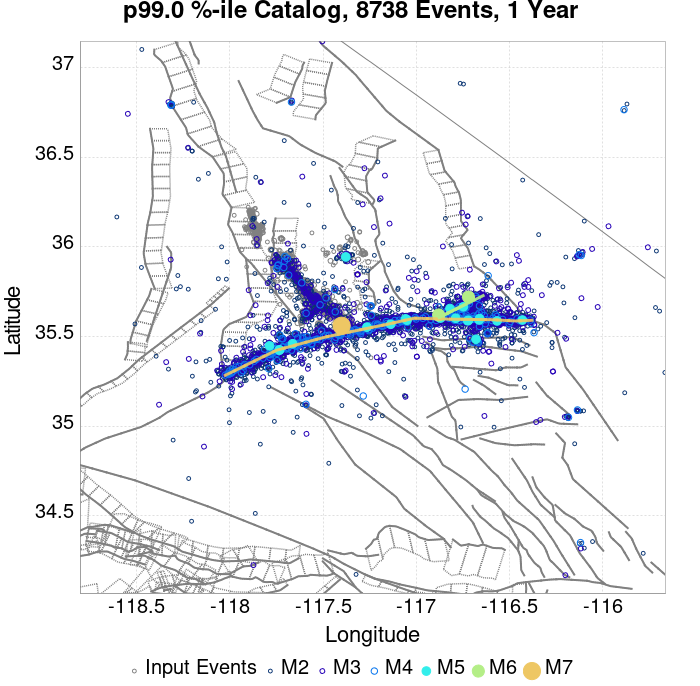 p99.0 %-ile Catalog, 8738 Events, 1 Year
37
36.5
36
35.5
35
34.5
Latitude
-118.5 -118 -117.5 -117 -116.5 -116
Longitude
Input Events M2 M3 M4 M5 M6 M7